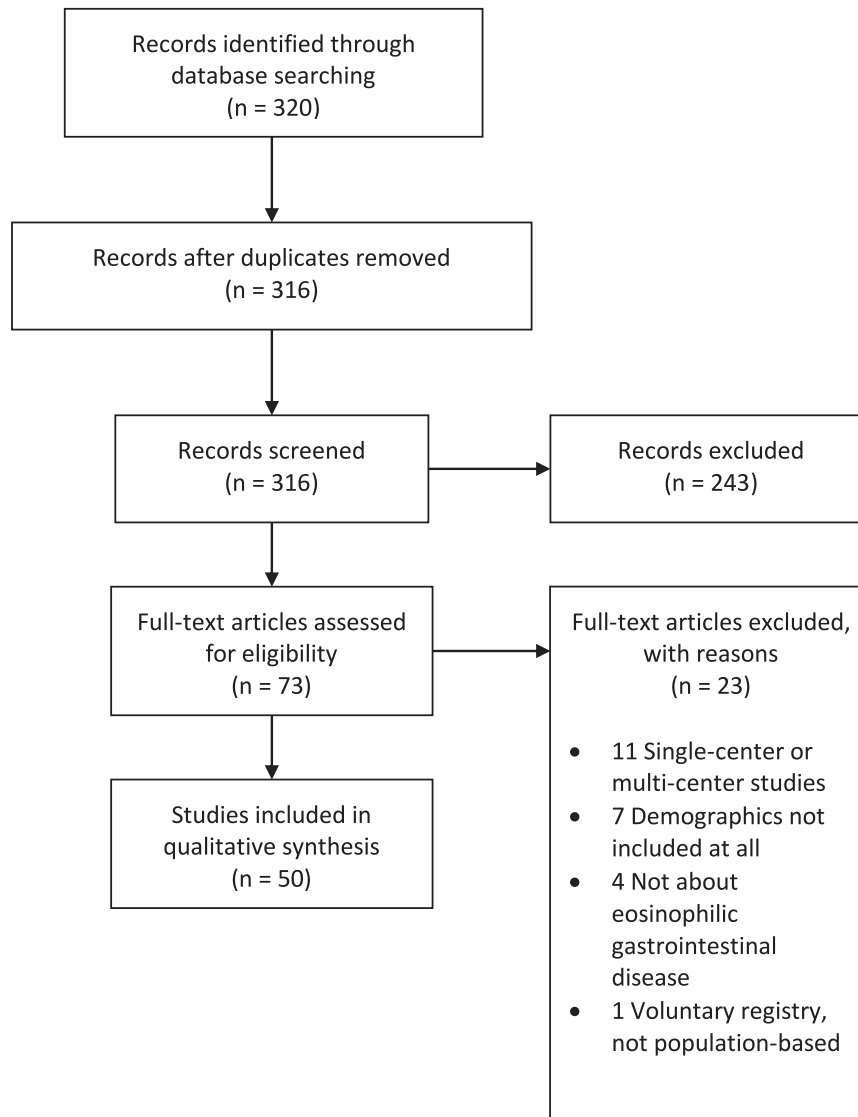 Records identified through
database searching
(n = 320)
Records after duplicates removed
(n = 316)
Records screened
(n = 316)
Records excluded
(n = 243)
Full-text articles assessed
for eligibility
(n = 73)
Full-text articles excluded,
with reasons
(n = 23)
• 11 Single-center or
multi-center studies
• 7 Demographics not
included at all
• 4 Not about
eosinophilic
gastrointestinal
disease
• 1 Voluntary registry,
not population-based
Studies included in
qualitative synthesis
(n = 50)